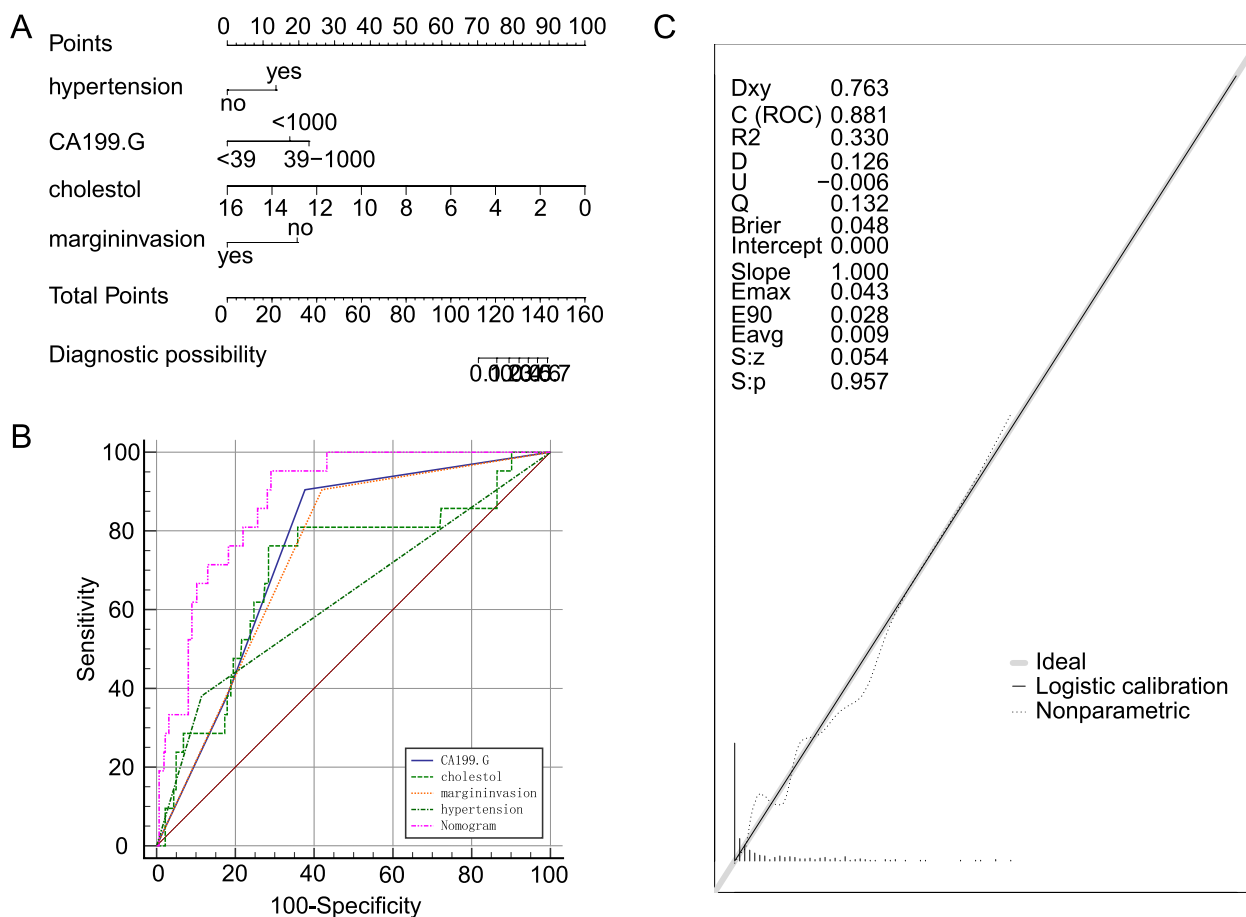 A
Points
0 10 20 30 40 50 60 70 80 90 100
hypertension
yes
no
CA199.G
<1000
<39 39−1000
cholestol
16 14 12 10 8 6 4 2 0
margininvasion
no
yes
Total Points
0 20 40 60 80 100 120 140 160
Diagnostic possibility
B
Sensitivity
100
80
60
40
20
0
0 20 40 60 80 100
100-Specificity
CA199.G
cholestol
margininvasion
hypertension
Nomogram
C
Dxy 0.763
C (ROC) 0.881
R2 0.330
D 0.126
U −0.006
Q 0.132
Brier 0.048
Intercept 0.000
Slope 1.000
Emax 0.043
E90 0.028
Eavg 0.009
S:z 0.054
S:p 0.957
Ideal
Logistic calibration
Nonparametric